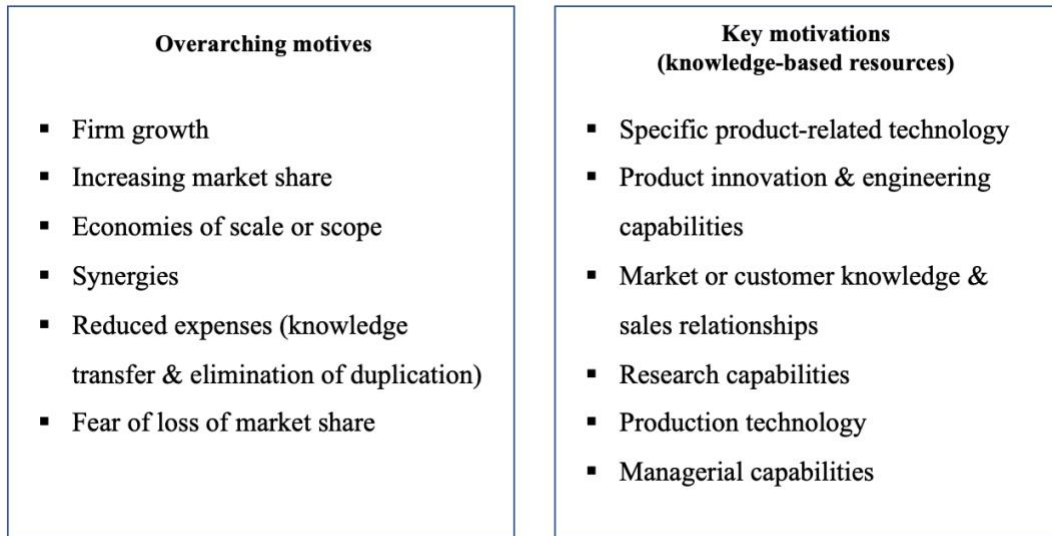 Overarching motives
▪ Firm growth
▪ Increasing market share
▪ Economies of scale or scope
▪ Synergies
▪ Reduced expenses (knowledge
transfer & elimination of duplication)
▪ Fear of loss of market share
Key motivations
(knowledge-based resources)
▪ Specific product-related technology
▪ Product innovation & engineering
capabilities
▪ Market or customer knowledge &
sales relationships
▪ Research capabilities
▪ Production technology
▪ Managerial capabilities